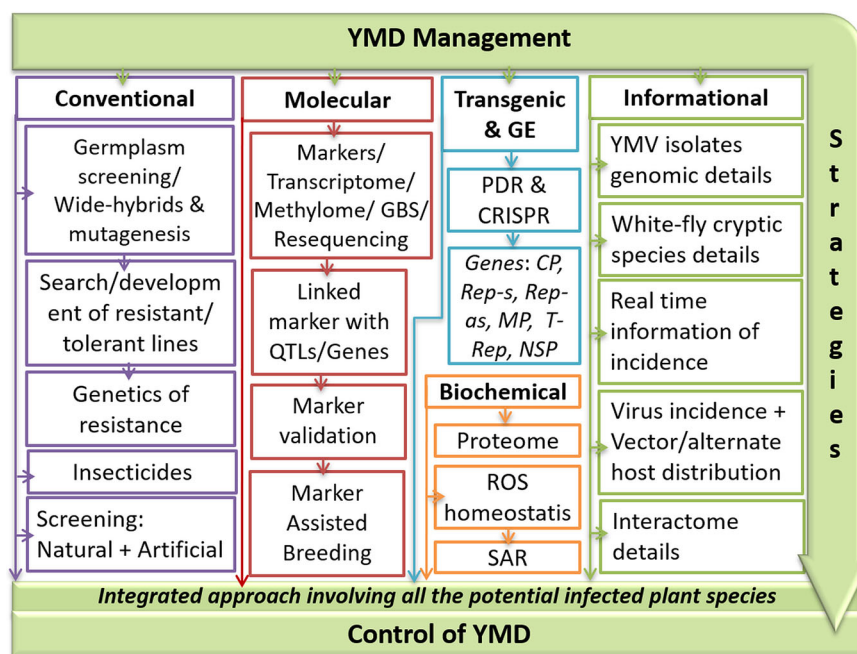 YMD Management
Strategies
Conventional
Germplasm
screening/
Wide-hybrids &
mutagenesis
Search/developm
ent of resistant/
tolerant lines
Genetics of
resistance
Insecticides
Screening:
Natural + Artificial
Molecular
Markers/
Transcriptome/
Methylome/ GBS/
Resequencing
Linked
marker with
QTLs/Genes
Marker
validation
Marker
Assisted
Breeding
Transgenic
& GE
PDR &
CRISPR
Genes: CP,
Rep-s, Rep-
as, MP, T-
Rep, NSP
Biochemical
Proteome
ROS
homeostatis
SAR
Informational
YMV isolates
genomic details
White-fly cryptic
species details
Real time
information of
incidence
Virus incidence +
Vector/alternate
host distribution
Interactome
details
Integrated approach involving all the potential infected plant species
Control of YMD